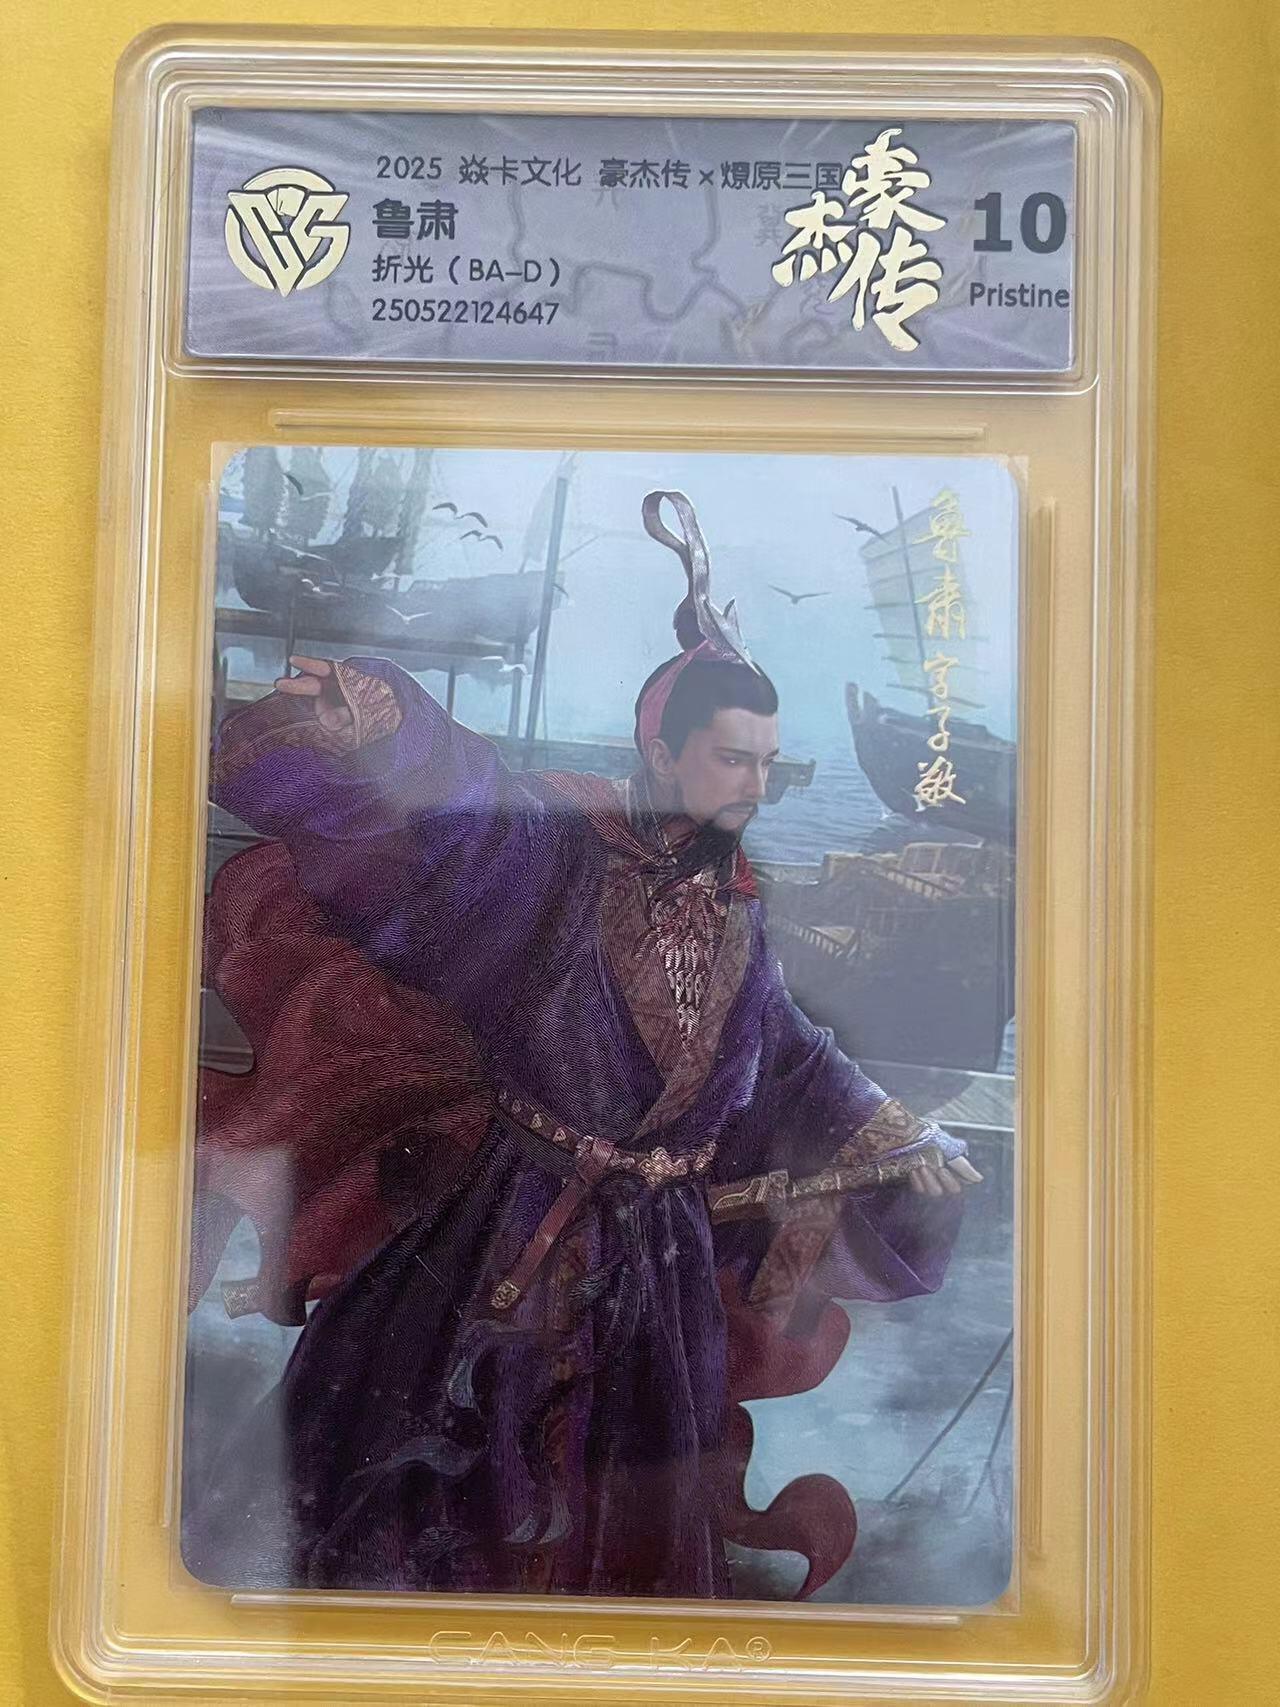 2025 焱卡文化 豪杰传×燎原三国
鲁肃
折光（BA-D）
250522124647
豪杰传
10
Pristine
鲁肃字子敬
CANG KA®